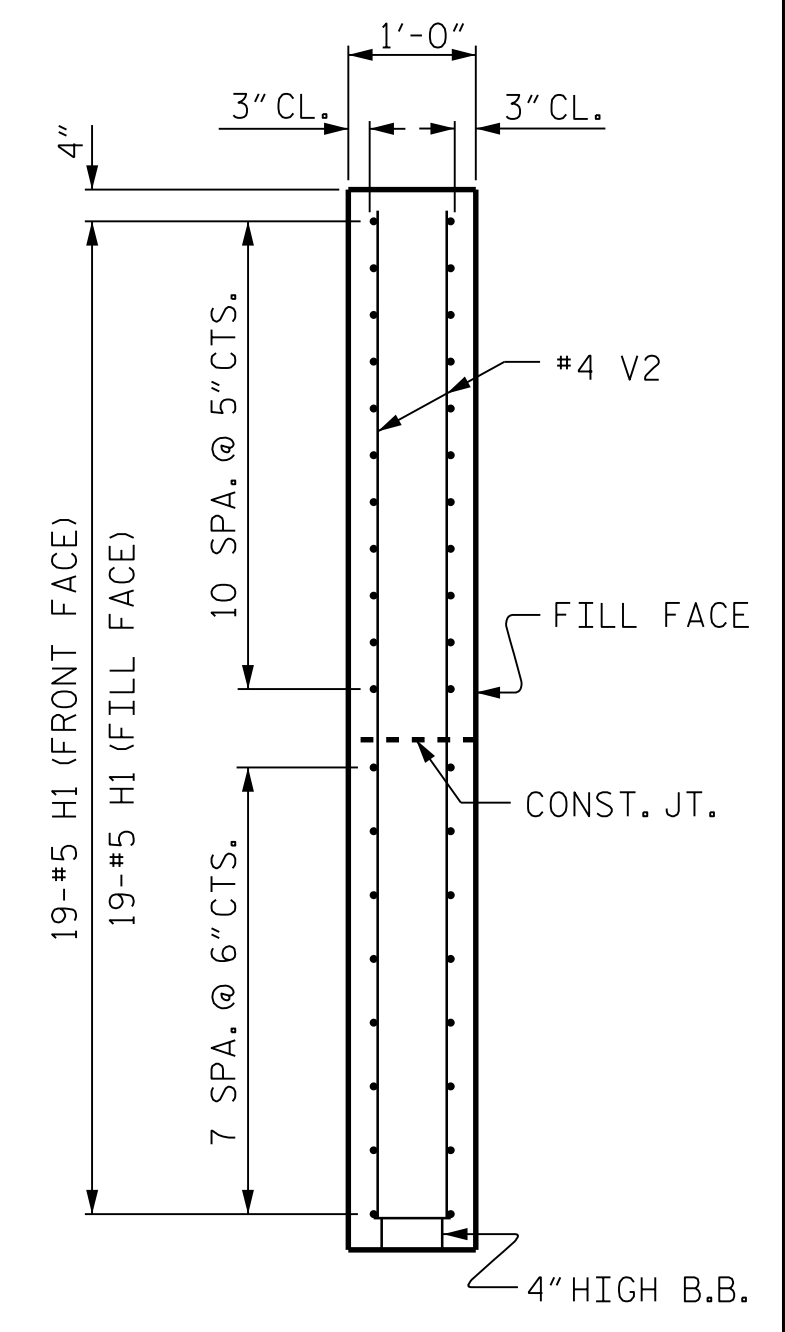 1'-0"
3" CL.
3" CL.
4"
#4 V2
10 SPA. @ 5" CTS.
19-#5 H1 (FRONT FACE)
19-#5 H1 (FILL FACE)
FILL FACE
CONST. JT.
7 SPA. @ 6" CTS.
4" HIGH B.B.